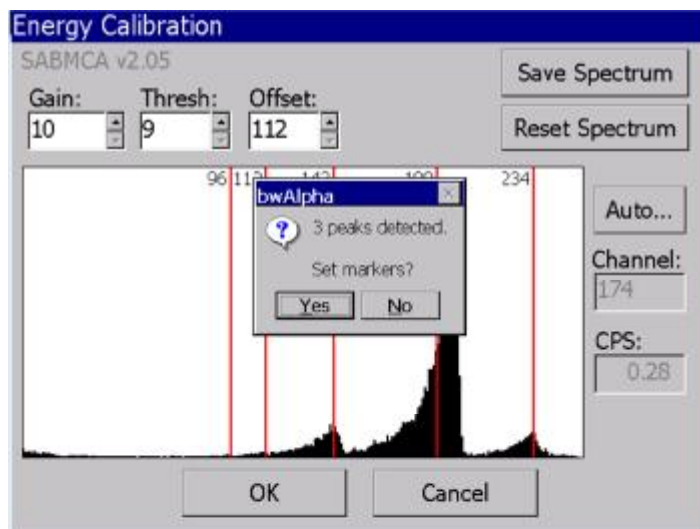 Energy Calibration
SABMCA v2.05
Save Spectrum
Gain: Thresh: Offset:
10 9 112
Reset Spectrum
96 234
bwAlpha
3 peaks detected.
Set markers?
Yes No
Auto...
Channel:
174
CPS:
0.28
OK Cancel